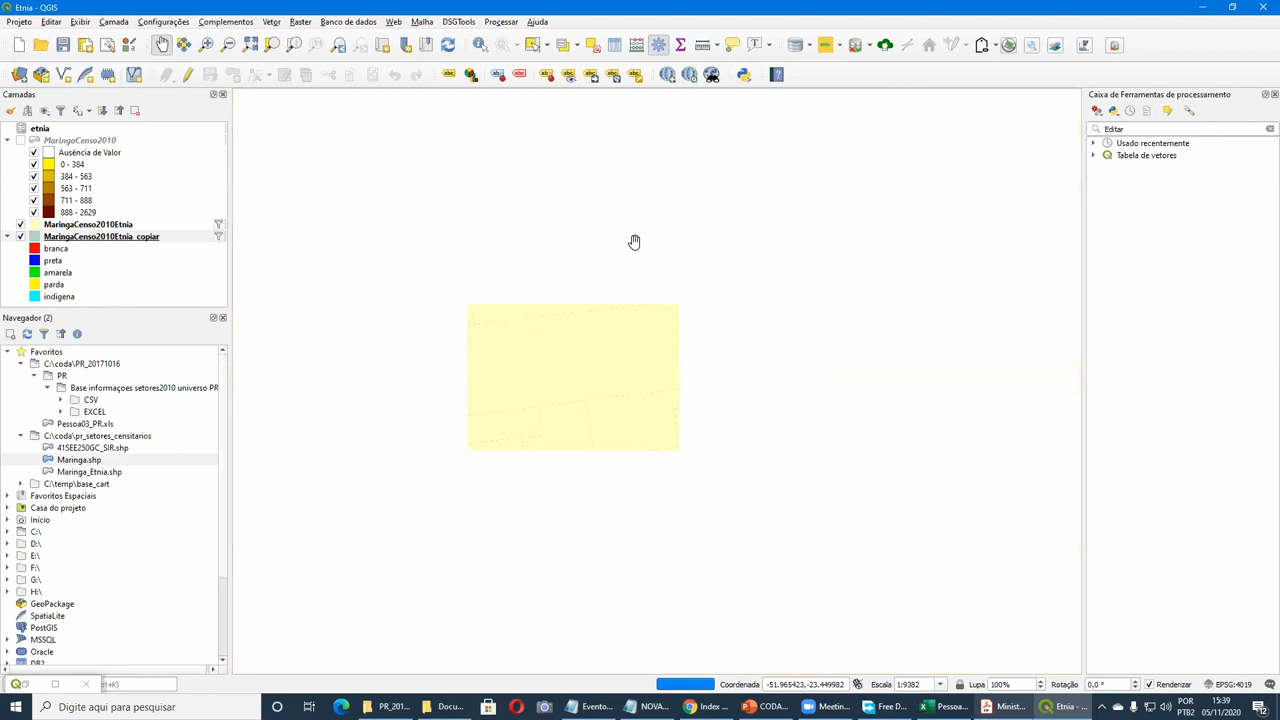 Etnia - QGIS
Projeto Editar Exibir Camada Configurações Complementos Vetor Raster Banco de dados Web Malha DSGTools Processar Ajuda
Camadas
etnia
MaringaCenso2010
Ausência de Valor
0 - 384
384 - 563
563 - 711
711 - 888
888 - 2629
MaringaCenso2010Etnia
MaringaCenso2010Etnia copiar
branca
preta
amarela
parda
indigena
Navegador (2)
Favoritos
C:\coda\PR_20171016
PR
Base informaçoes setores2010 universo PR
CSV
EXCEL
Pessoa03_PR.xls
C:\coda\pr_setores_censitarios
41SEE250GC_SIR.shp
Maringa.shp
Maringa_Etnia.shp
C:\temp\base_cart
Favoritos Espaciais
Casa do projeto
Início
C:\
D:\
E:\
F:\
G:\
H:\
GeoPackage
SpatiaLite
PostGIS
MSSQL
Oracle
DB2
Caixa de Ferramentas de processamento
Editar
Usado recentemente
Tabela de vetores
+K)
Coordenada -51.965423,-23.449982 Escala 1:9382 Lupa 100% Rotação 0,0 ° Renderizar EPSG:4019
Digite aqui para pesquisar
PR_201... Docu... Evento... NOVA... Index ... CODA... Meetin... Free D... Pessoa... Minist... Etnia -...
POR
PTB2
15:39
05/11/2020